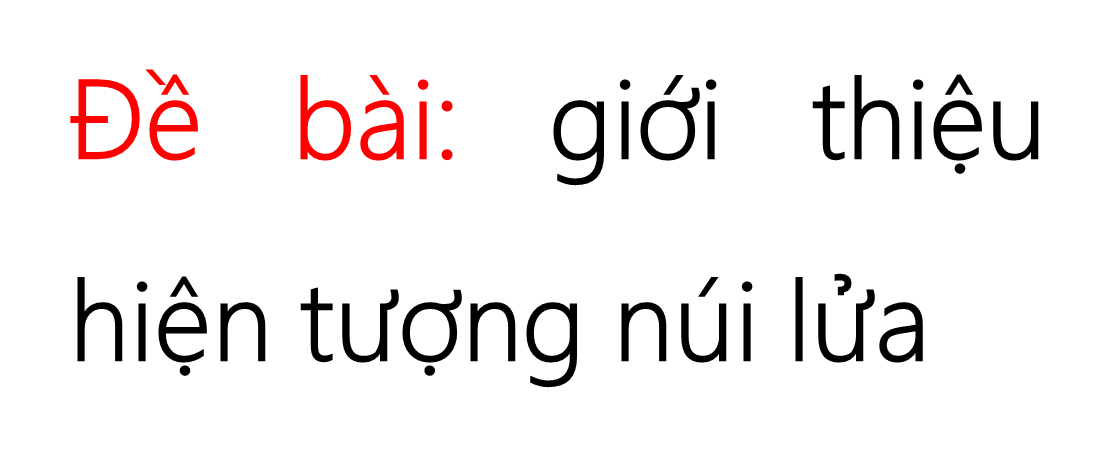 Đề bài: giới thiệu
hiện tượng núi lửa